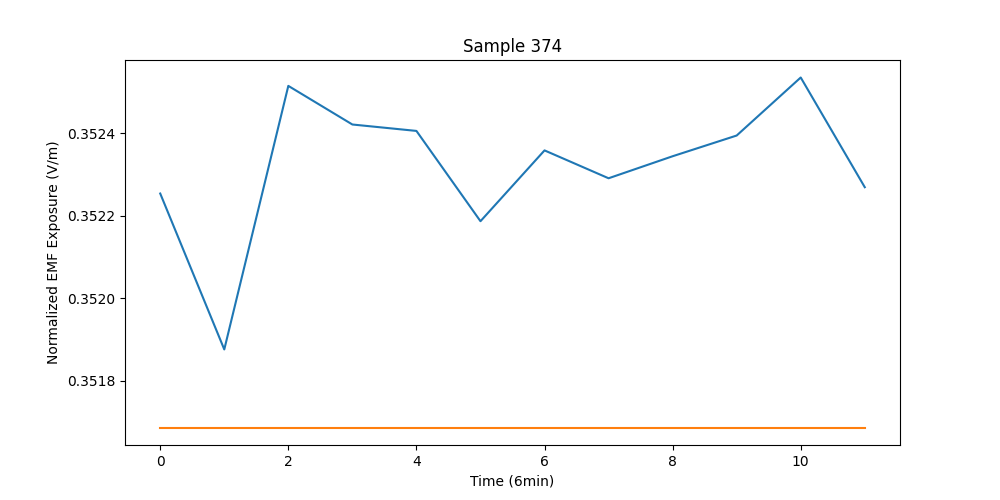 Sample 374
Normalized EMF Exposure (V/m)
0.3524
0.3522
0.3520
0.3518
0 2 4 6 8 10
Time (6min)